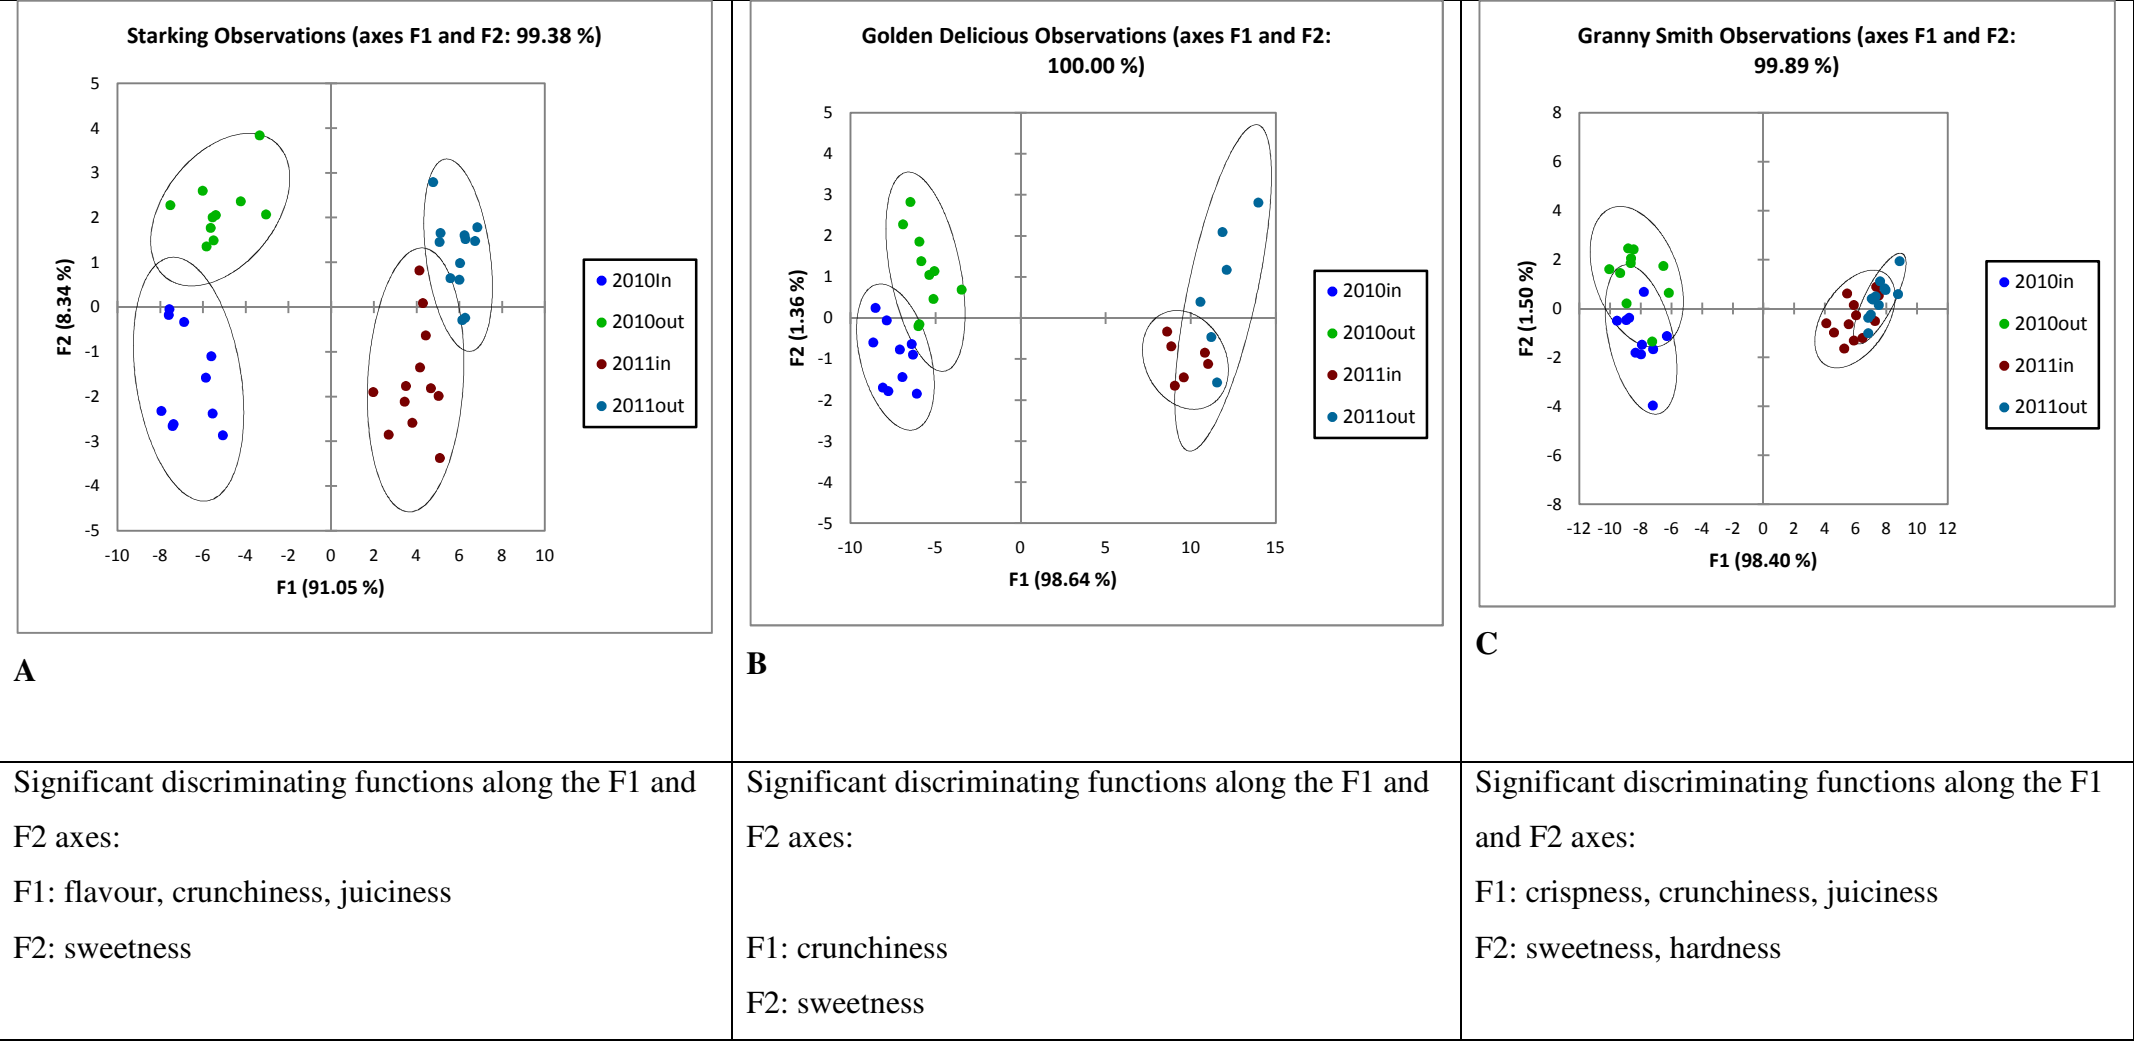 Starking Observations (axes F1 and F2: 99.38 %)
5
4
3
2
1
0
-1
-2
-3
-4
-5
-10
-8
-6
-4
-2
0
2
4
6
8
10
F2 (8.34 %)
F1 (91.05 %)
2010In
2010out
2011in
2011out
A
Golden Delicious Observations (axes F1 and F2:
100.00 %)
5
4
3
2
1
0
-1
-2
-3
-4
-5
-10
-5
0
5
10
15
F2 (1.36 %)
F1 (98.64 %)
2010in
2010out
2011in
2011out
B
Granny Smith Observations (axes F1 and F2:
99.89 %)
8
6
4
2
0
-2
-4
-6
-8
-12 -10 -8 -6 -4 -2 0 2 4 6 8 10 12
F2 (1.50 %)
F1 (98.40 %)
2010in
2010out
2011in
2011out
C
Significant discriminating functions along the F1 and
F2 axes:
F1: flavour, crunchiness, juiciness
F2: sweetness
Significant discriminating functions along the F1 and
F2 axes:
F1: crunchiness
F2: sweetness
Significant discriminating functions along the F1
and F2 axes:
F1: crispness, crunchiness, juiciness
F2: sweetness, hardness